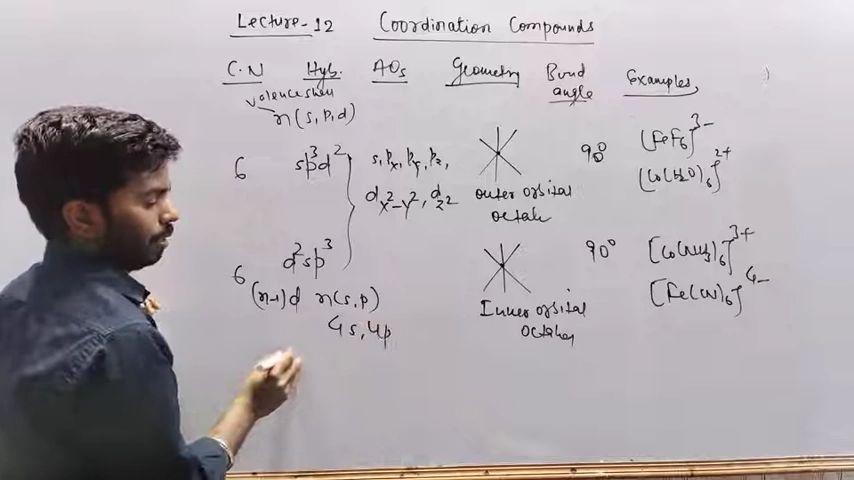 Lecture-12 Coordination Compounds
C.N Hyb. AOs Geometry Bond angle Examples
valence shell
n(s,p,d)
6 sp³d² s, px, py, pz, 90° [FeF6]³⁻
dx²-y², dz² outer orbital [Co(H2O)6]²⁺
octahe
6 d²sp³ 90° [Co(NH3)6]³⁺
(n-1)d n(s,p) Inner orbital [Fe(CN)6]⁴⁻
4s,4p octahey